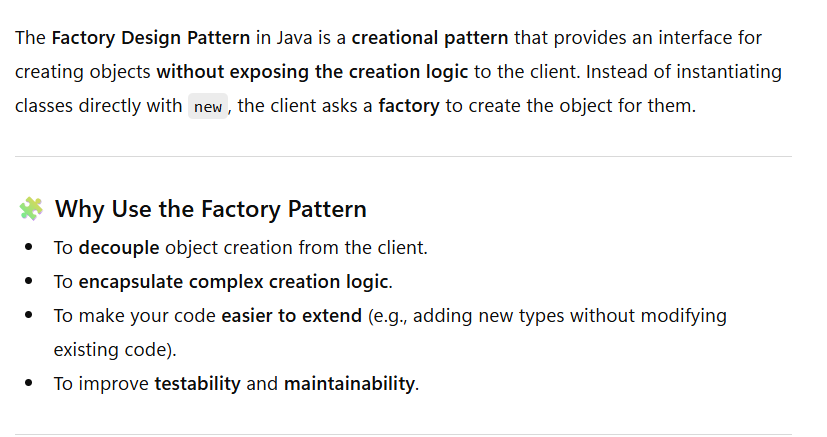 The Factory Design Pattern in Java is a creational pattern that provides an interface for
creating objects without exposing the creation logic to the client. Instead of instantiating
classes directly with new, the client asks a factory to create the object for them.
Why Use the Factory Pattern
• To decouple object creation from the client.
• To encapsulate complex creation logic.
• To make your code easier to extend (e.g., adding new types without modifying
existing code).
• To improve testability and maintainability.